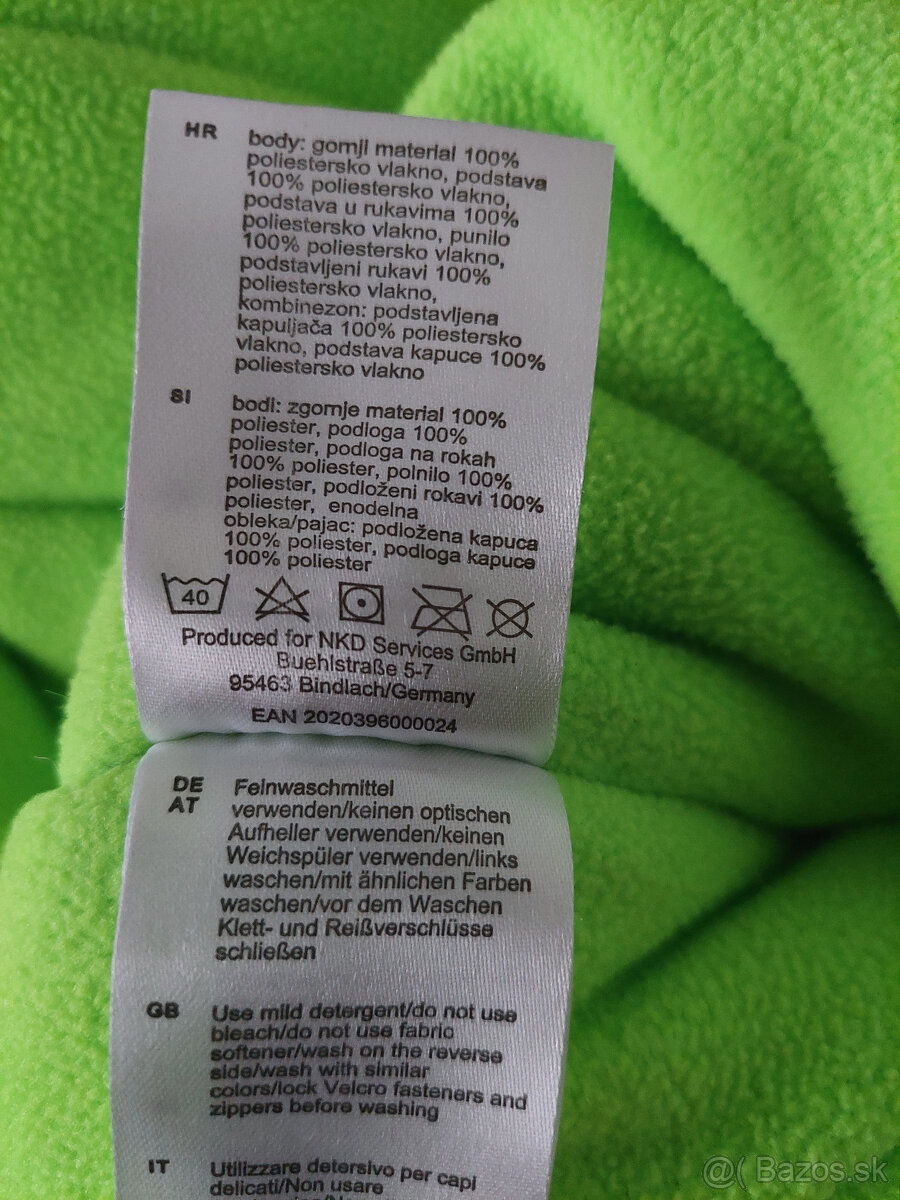 HR
body: gornji material 100%
poliestersko vlakno, podstava
100% poliestersko vlakno,
podstava u rukavima 100%
poliestersko vlakno, punilo
100% poliestersko vlakno,
podstavljeni rukavi 100%
poliestersko vlakno,
kombinezon: podstavljena
kapuljača 100% poliestersko
vlakno, podstava kapuce 100%
poliestersko vlakno
SI
bodi: zgornje material 100%
poliester, podloga 100%
poliester, podloga na rokah
100% poliester, polnilo 100%
poliester, podloženi rokavi 100%
poliester, enodelna
obleka/pajac: podložena kapuca
100% poliester, podloga kapuce
100% poliester
40
Produced for NKD Services GmbH
Buehlstraße 5-7
95463 Bindlach/Germany
EAN 2020396000024
DE
AT
Feinwaschmittel
verwenden/keinen optischen
Aufheller verwenden/keinen
Weichspüler verwenden/links
waschen/mit ähnlichen Farben
waschen/vor dem Waschen
Klett- und Reißverschlüsse
schließen
GB
Use mild detergent/do not use
bleach/do not use fabric
softener/wash on the reverse
side/wash with similar
colors/lock Velcro fasteners and
zippers before washing
IT
Utilizzare detersivo per capi
delicati/Non usare
@( Bazos.sk